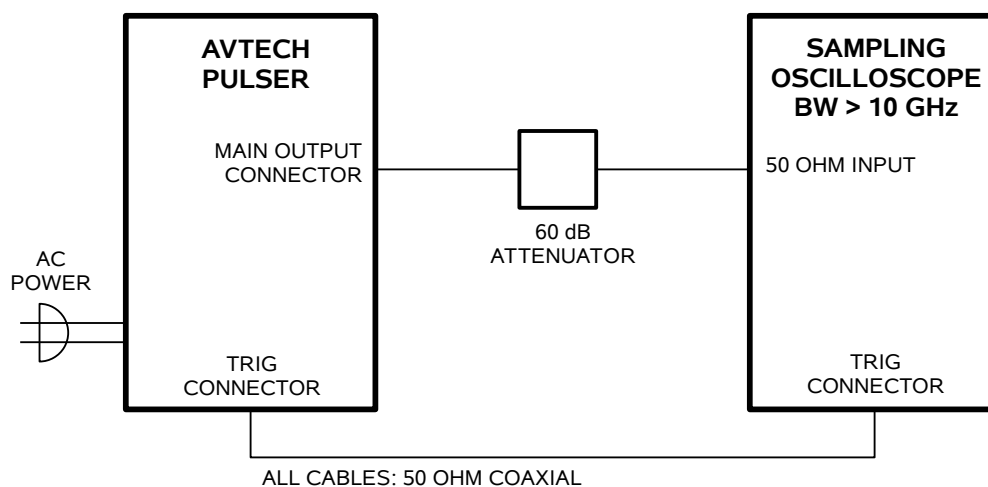 AVTECH
PULSER
MAIN OUTPUT
CONNECTOR
AC
POWER
TRIG
CONNECTOR
60 dB
ATTENUATOR
SAMPLING
OSCILLOSCOPE
BW > 10 GHz
50 OHM INPUT
TRIG
CONNECTOR
ALL CABLES: 50 OHM COAXIAL